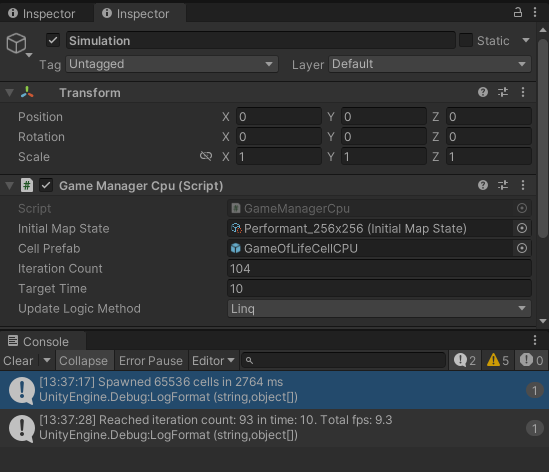 Inspector
Inspector
Simulation
Static
Tag Untagged
Layer Default
Transform
Position X 0 Y 0 Z 0
Rotation X 0 Y 0 Z 0
Scale X 1 Y 1 Z 1
# Game Manager Cpu (Script)
Script # GameManagerCpu
Initial Map State Performant_256x256 (Initial Map State)
Cell Prefab GameOfLifeCellCPU
Iteration Count 104
Target Time 10
Update Logic Method Linq
Console
Clear Collapse Error Pause Editor 2 5 0
[13:37:17] Spawned 65536 cells in 2764 ms
UnityEngine.Debug:LogFormat (string,object[])
1
[13:37:28] Reached iteration count: 93 in time: 10. Total fps: 9.3
UnityEngine.Debug:LogFormat (string,object[])
1